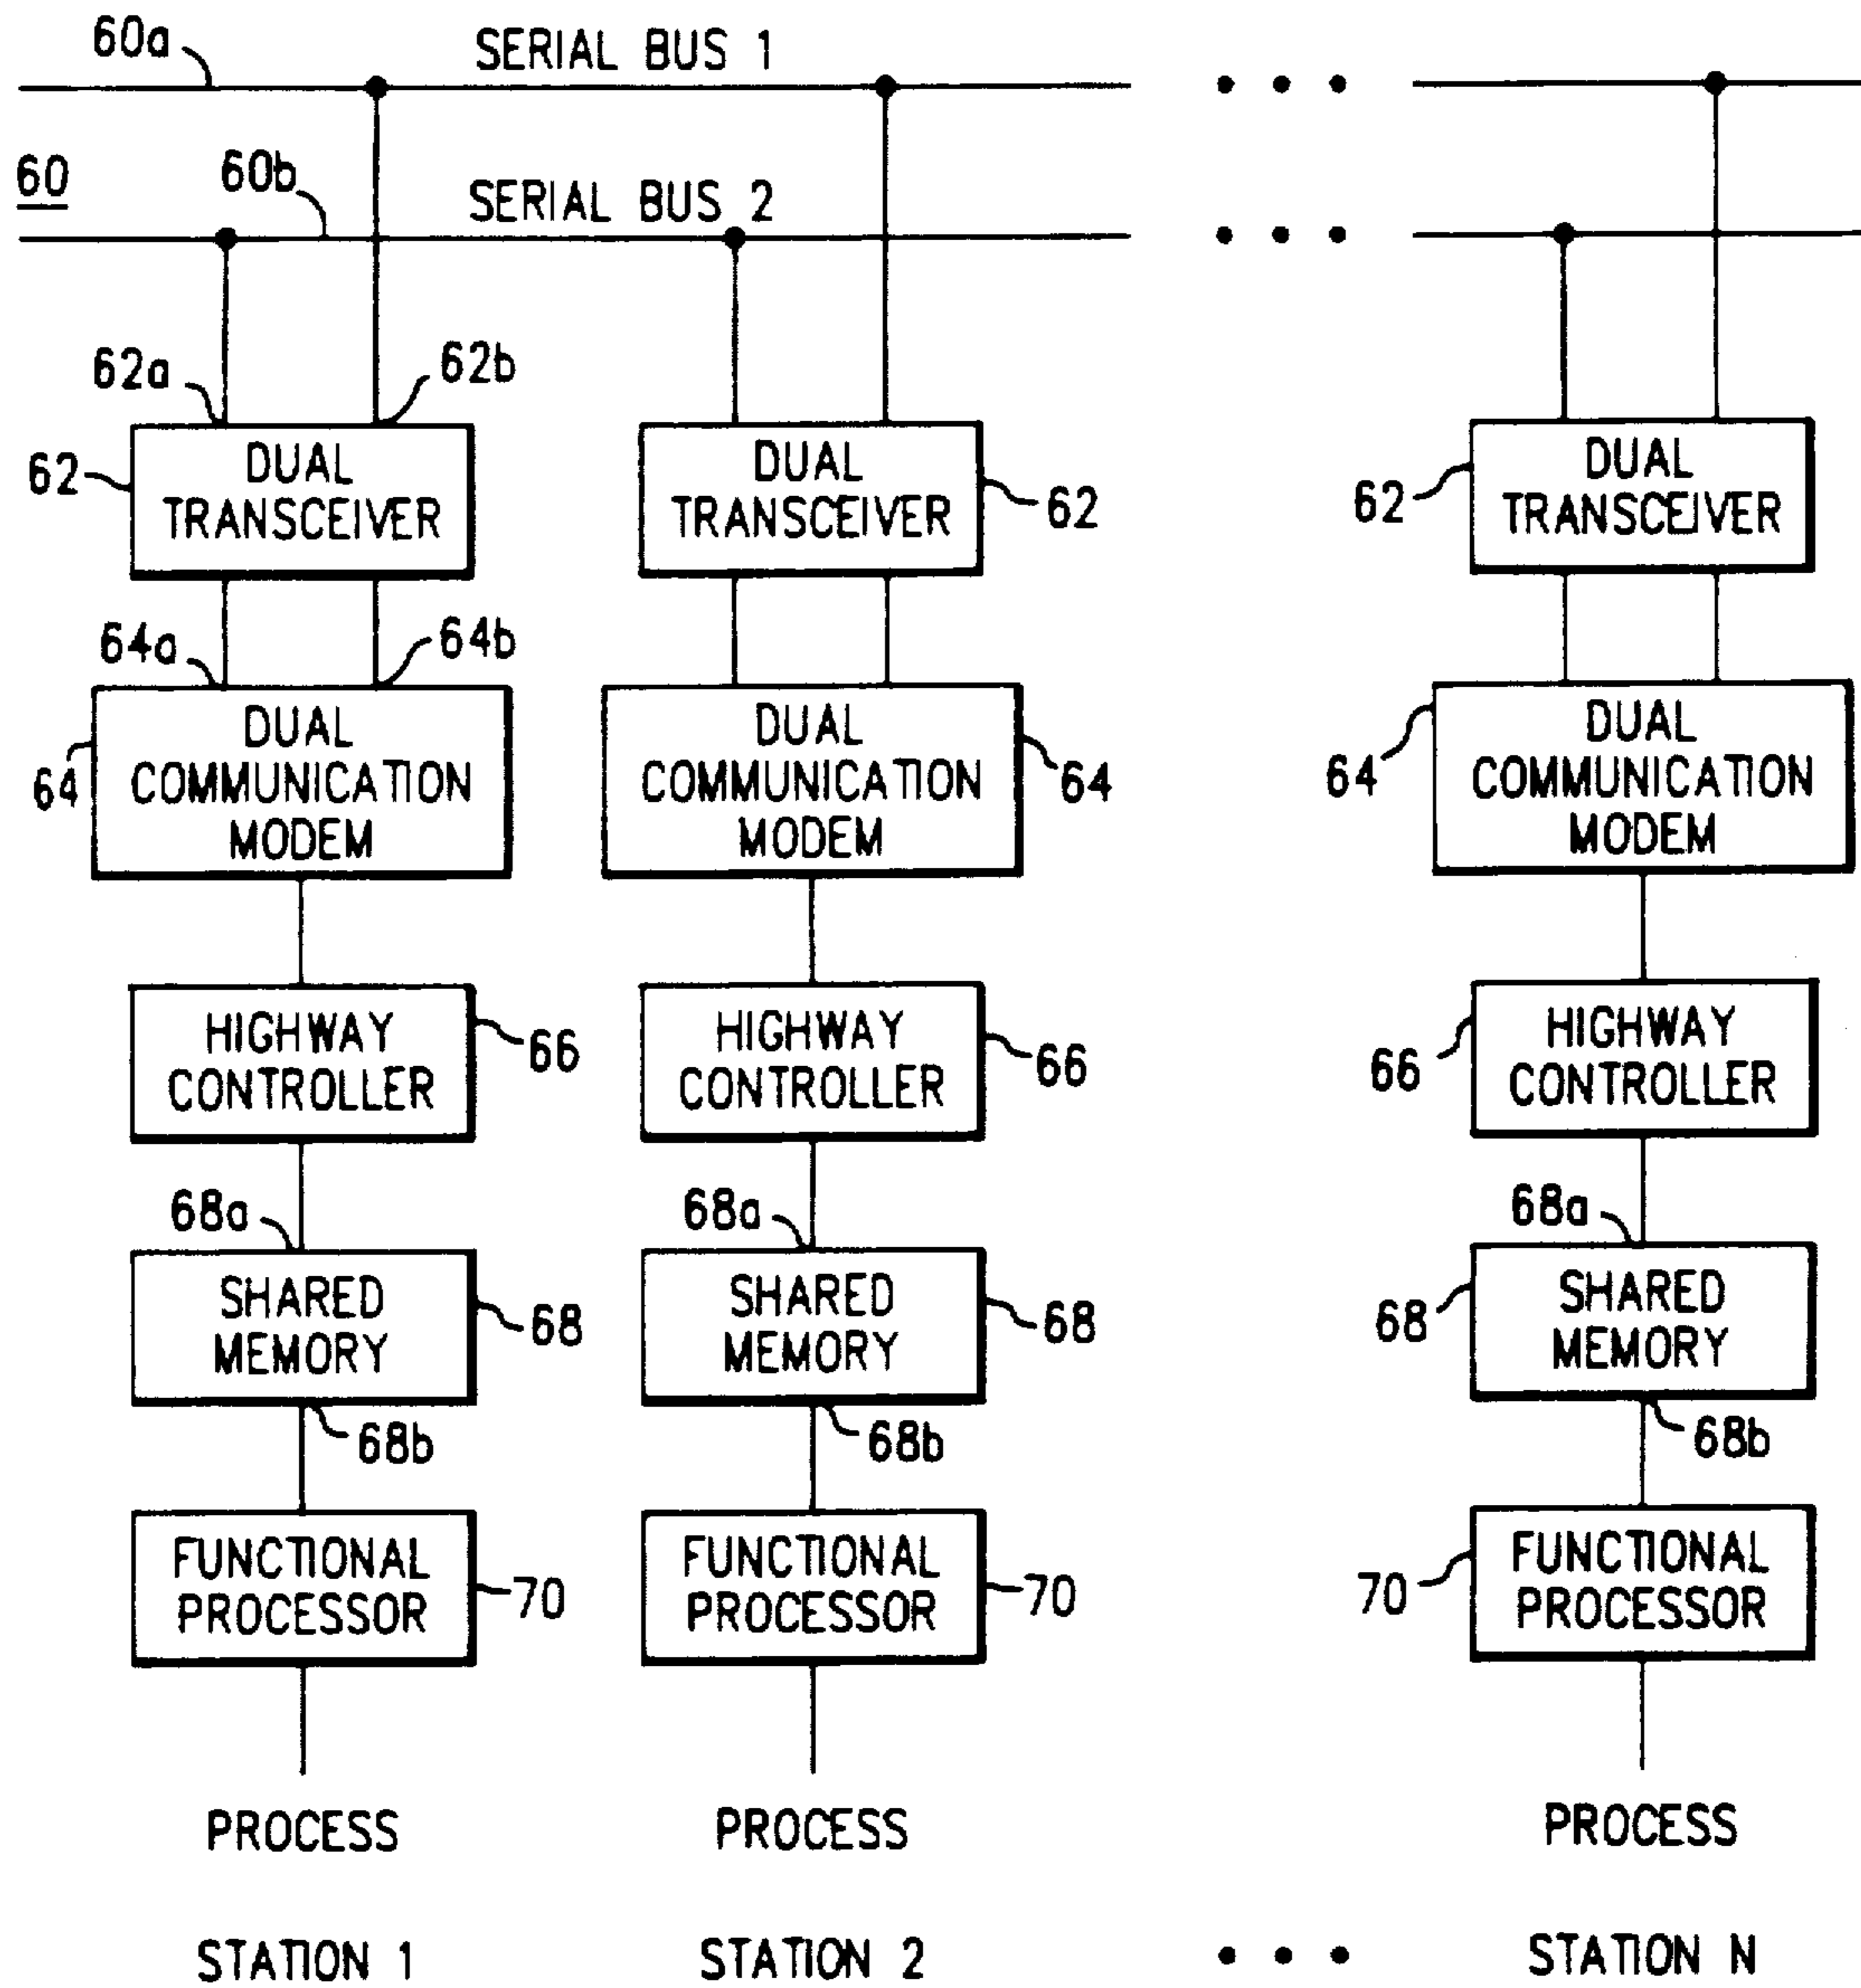 60a
SERIAL BUS 1
60
60b
SERIAL BUS 2
62a
62b
62
DUAL
TRANSCEIVER
DUAL
TRANSCEIVER
62
62
DUAL
TRANSCEIVER
64a
64b
64
DUAL
COMMUNICATION
MODEM
DUAL
COMMUNICATION
MODEM
64
64
DUAL
COMMUNICATION
MODEM
HIGHWAY
CONTROLLER
66
HIGHWAY
CONTROLLER
66
66
HIGHWAY
CONTROLLER
68a
68a
68a
SHARED
MEMORY
68
SHARED
MEMORY
68
68
SHARED
MEMORY
68b
68b
68b
FUNCTIONAL
PROCESSOR
70
FUNCTIONAL
PROCESSOR
70
70
FUNCTIONAL
PROCESSOR
PROCESS
PROCESS
PROCESS
STATION 1
STATION 2
• • •
STATION N